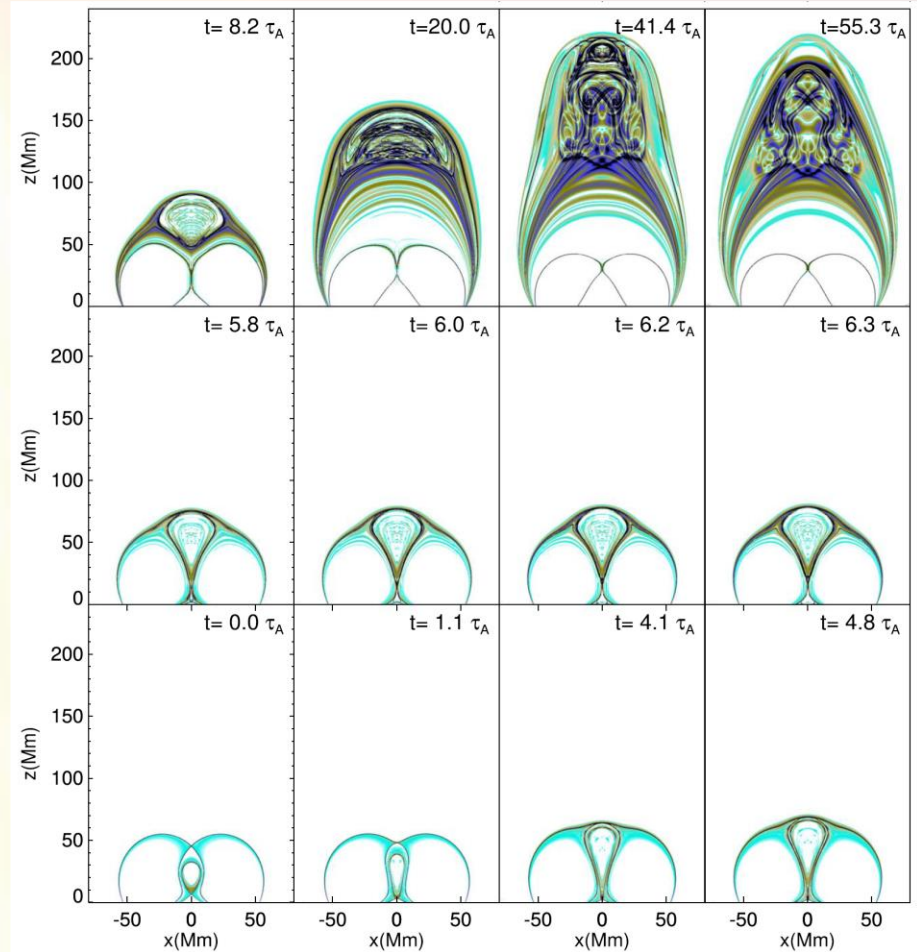 t= 8.2 τA
t= 20.0 τA
t= 41.4 τA
t= 55.3 τA
z(Mm)
200
150
100
50
0
t= 5.8 τA
t= 6.0 τA
t= 6.2 τA
t= 6.3 τA
z(Mm)
200
150
100
50
0
t= 0.0 τA
t= 1.1 τA
t= 4.1 τA
t= 4.8 τA
z(Mm)
200
150
100
50
0
-50 0 50 -50 0 50 -50 0 50 -50 0 50
x(Mm) x(Mm) x(Mm) x(Mm)